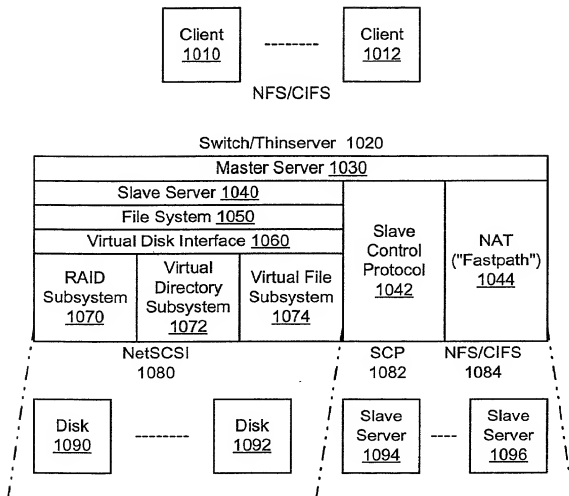 Client
1010
Client
1012
NFS/CIFS
Switch/Thinserver 1020
Master Server 1030
Slave Server 1040
File System 1050
Virtual Disk Interface 1060
RAID
Subsystem
1070
Virtual
Directory
Subsystem
1072
Virtual File
Subsystem
1074
Slave
Control
Protocol
1042
NAT
("Fastpath")
1044
NetSCSI
1080
SCP
1082
NFS/CIFS
1084
Disk
1090
Disk
1092
Slave
Server
1094
Slave
Server
1096